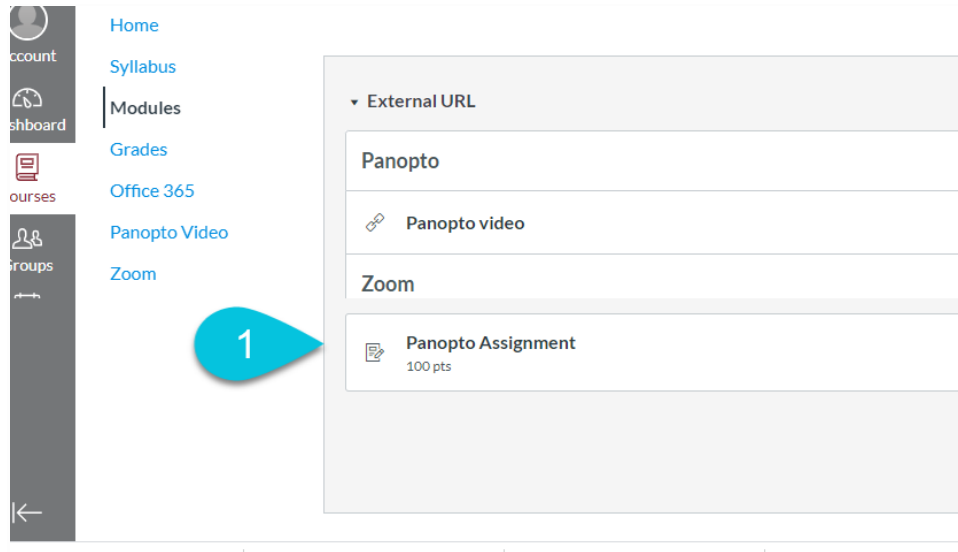 Home
ccount
Syllabus
External URL
shboard
Modules
Panopto
Grades
ourses
Office 365
Panopto video
Panopto Video
roups
Zoom
Zoom
1
Panopto Assignment
100 pts